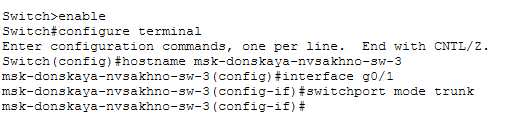 Switch>enable
Switch#configure terminal
Enter configuration commands, one per line.  End with CNTL/Z.
Switch(config)#hostname msk-donskaya-nvsakhno-sw-3
msk-donskaya-nvsakhno-sw-3(config)#interface g0/1
msk-donskaya-nvsakhno-sw-3(config-if)#switchport mode trunk
msk-donskaya-nvsakhno-sw-3(config-if)#